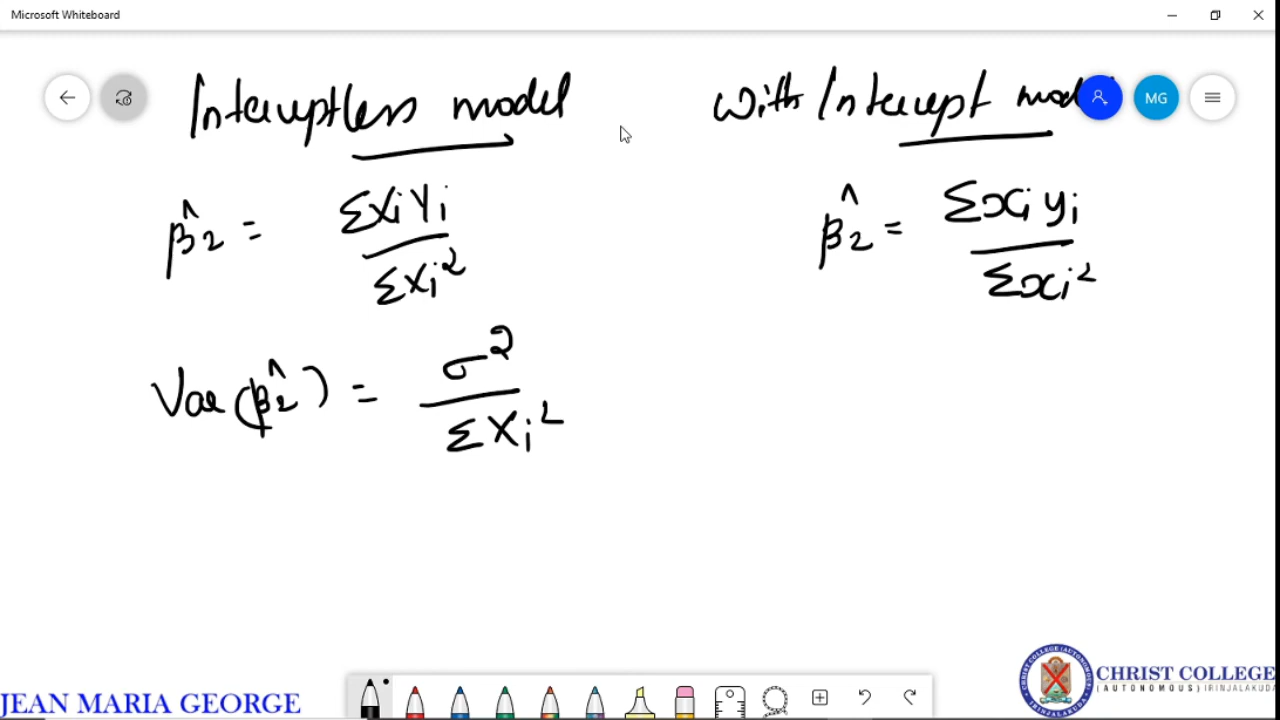 Microsoft Whiteboard
Interceptless model
With Intercept mod
MG
β̂2 = ΣXiYi / ΣXi²
β̂2 = Σxiyi / Σxi²
Var(β̂2) = σ² / ΣXi²
JEAN MARIA GEORGE
CHRIST COLLEGE
(AUTONOMOUS) IRINJALAKUDA